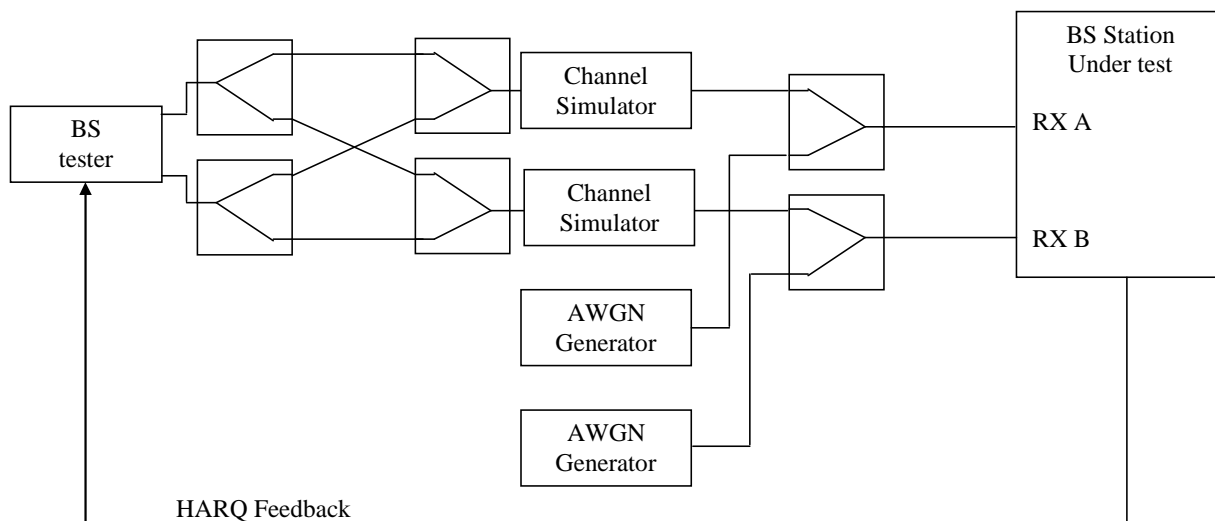 BS
tester
Channel
Simulator
Channel
Simulator
AWGN
Generator
AWGN
Generator
BS Station
Under test
RX A
RX B
HARQ Feedback